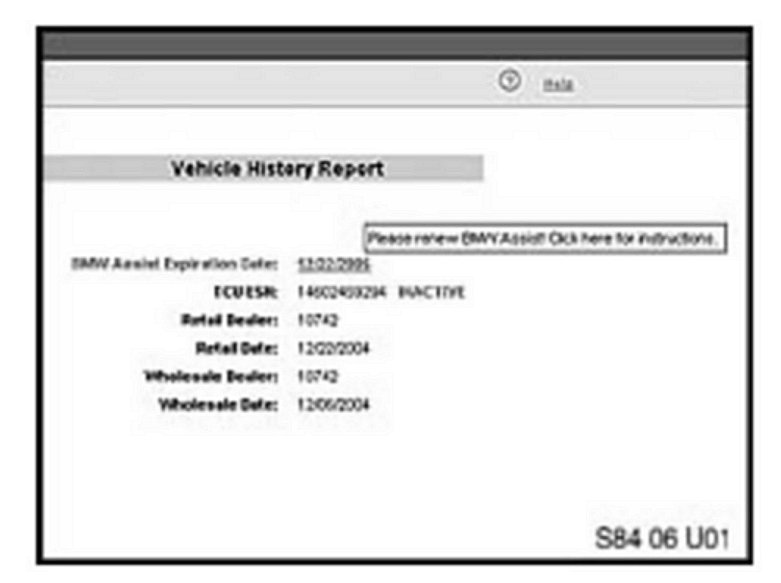 Help
Vehicle History Report
Please renew BMW Assist! Click here for instructions.
BMW Assist Expiration Date: 12/22/2005
TCU ESN: INACTIVE
Retail Dealer: 10742
Retail Date: 12/22/2004
Wholesale Dealer: 10742
Wholesale Date: 12/06/2004
S84 06 U01